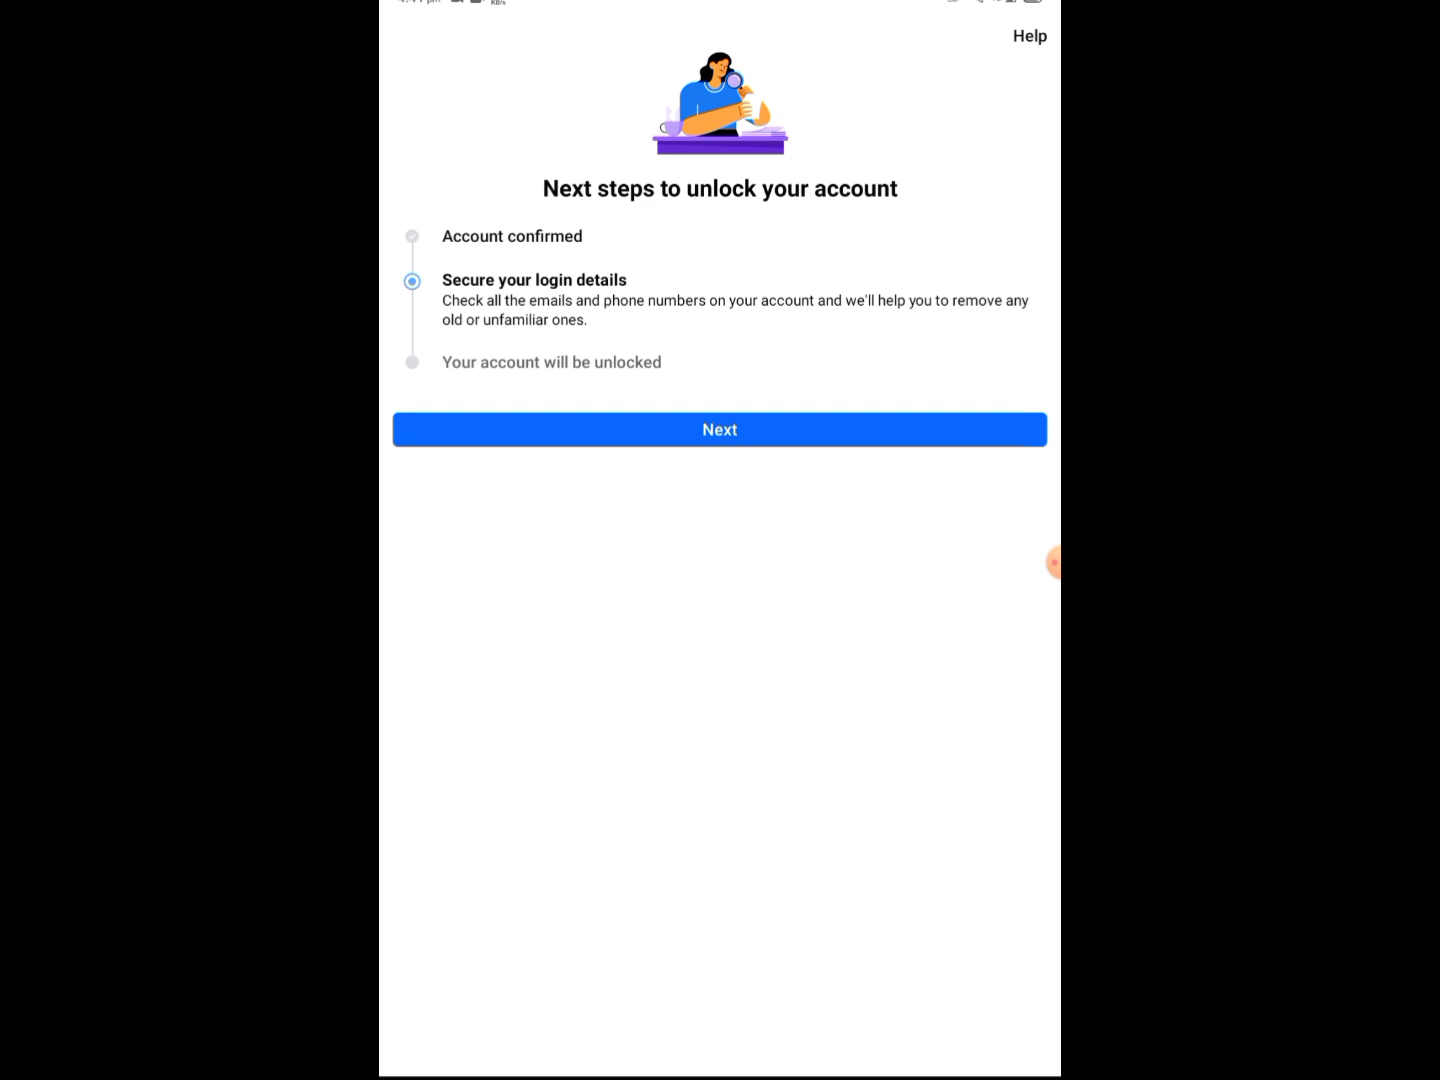 KB/s
Help
Next steps to unlock your account
Account confirmed
Secure your login details
Check all the emails and phone numbers on your account and we'll help you to remove any
old or unfamiliar ones.
Your account will be unlocked
Next